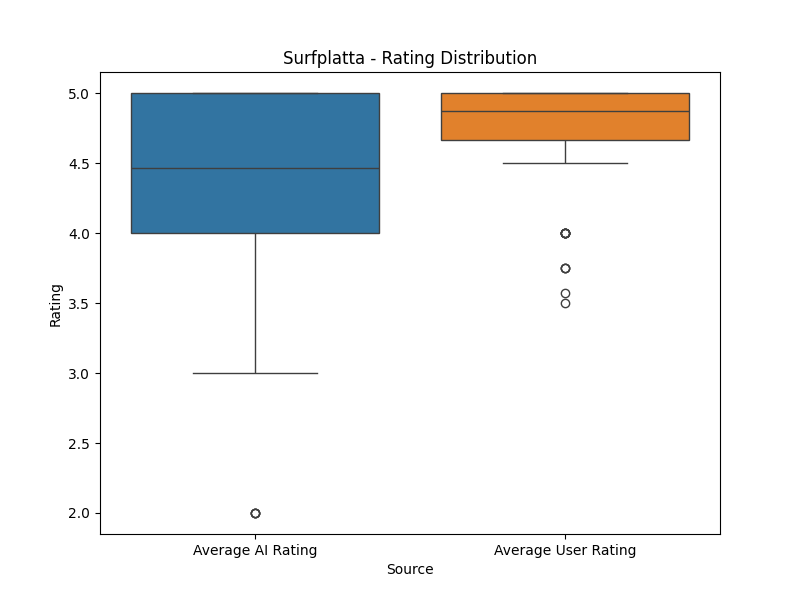 Surfplatta - Rating Distribution
5.0
4.5
4.0
3.5
3.0
2.5
2.0
Rating
Average AI Rating
Average User Rating
Source